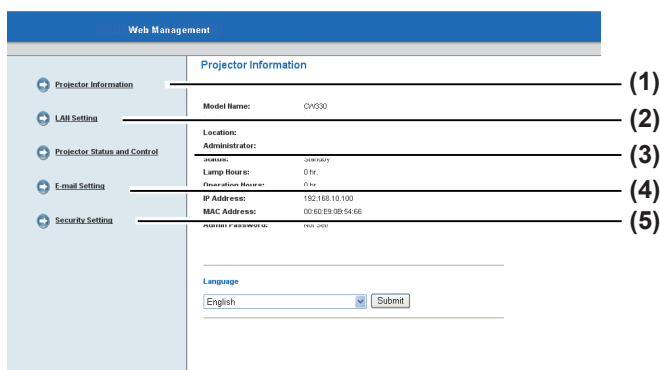 Web Management
Projector Information
Projector Information (1)
Model Name: CW330
LAN Setting (2)
Location:
Administrator:
Projector Status and Control (3)
Status: Standby
Lamp Hours: 0 hr.
E-mail Setting (4)
Operation Hours: 0 hr.
IP Address: 192.168.10.100
MAC Address: 00:60:E9:0B:54:66
Security Setting (5)
Admin Password: Not Set!
Language
English Submit